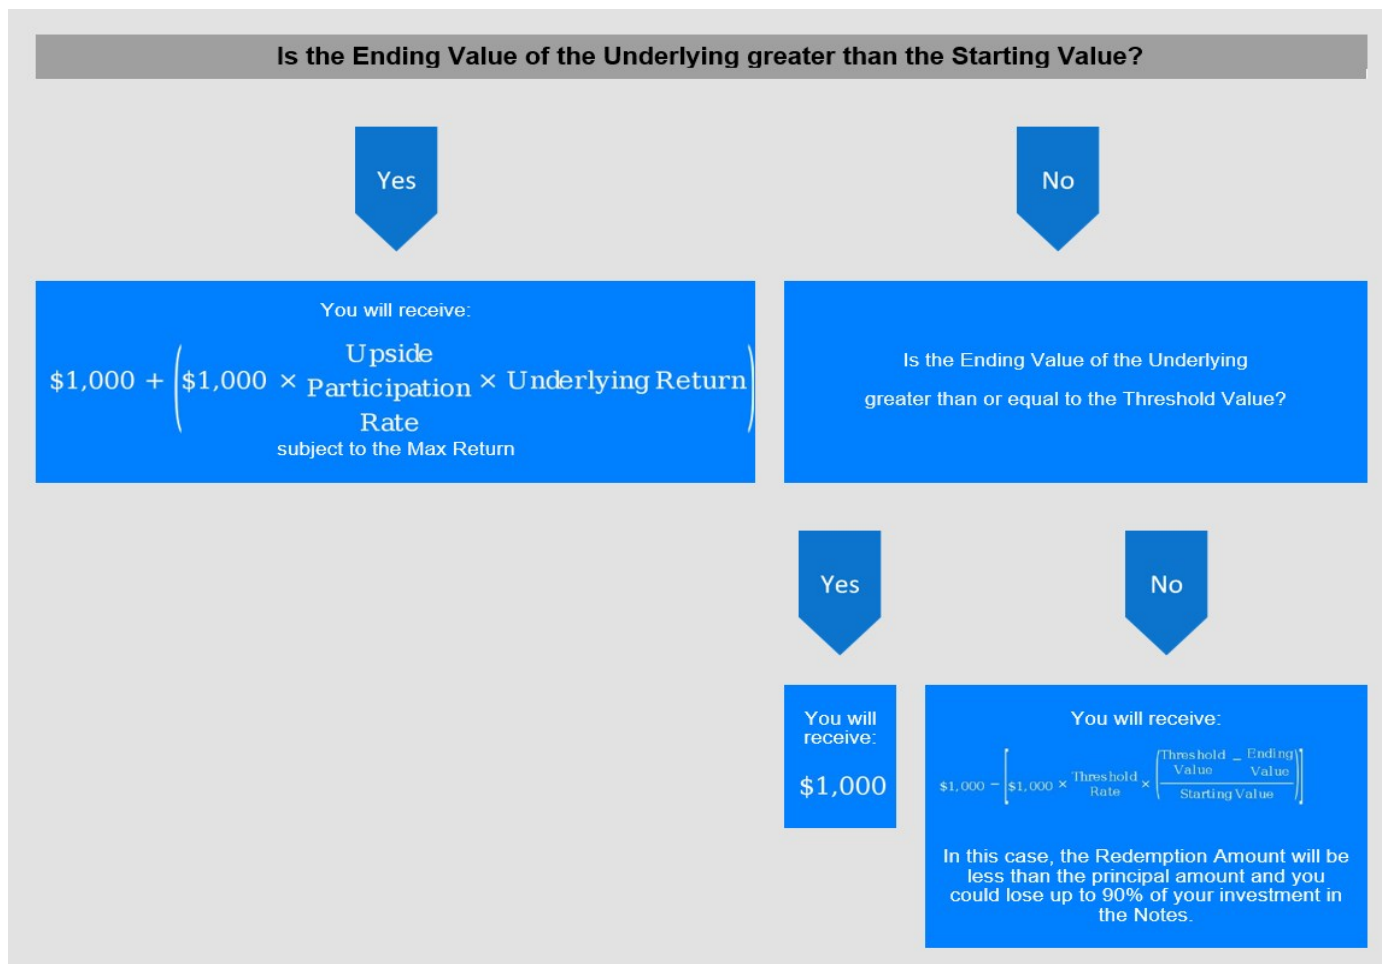 Is the Ending Value of the Underlying greater than the Starting Value?
Yes
No
You will receive:
$1,000 + ($1,000 × Upside Participation Rate × Underlying Return)
subject to the Max Return
Is the Ending Value of the Underlying
greater than or equal to the Threshold Value?
Yes
No
You will
receive:
$1,000
You will receive:
$1,000 − [$1,000 × Threshold Rate × ((Threshold Value − Ending Value) / Starting Value)]
In this case, the Redemption Amount will be
less than the principal amount and you
could lose up to 90% of your investment in
the Notes.